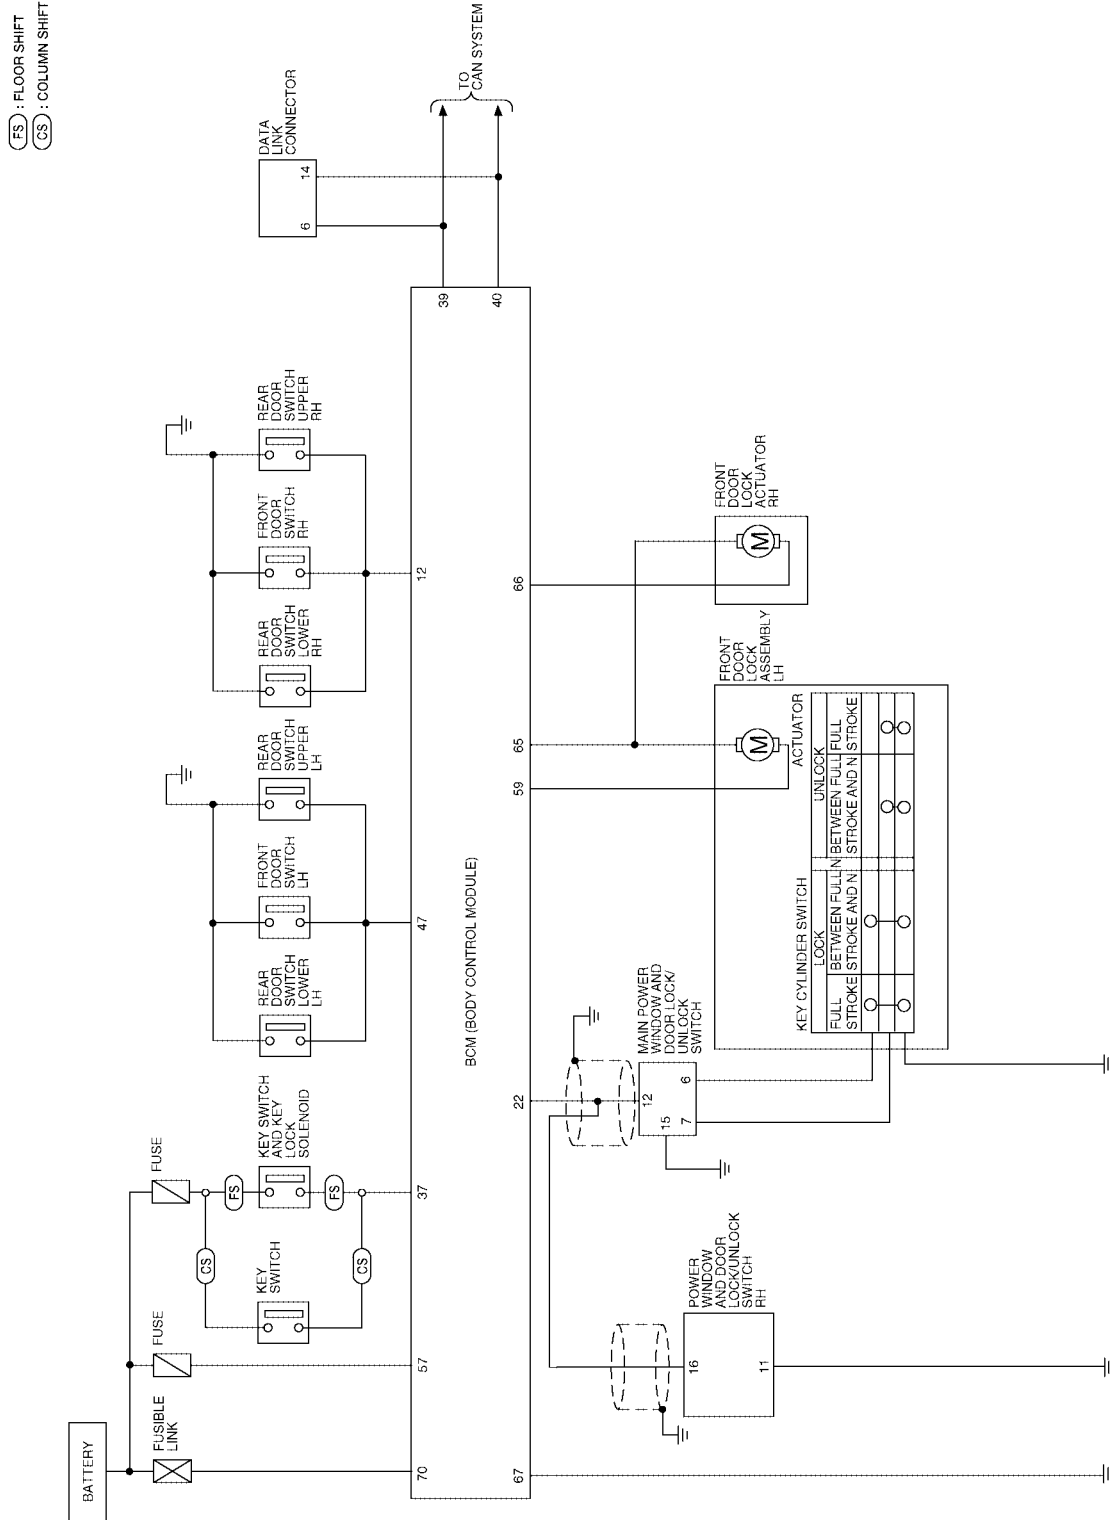 FS : FLOOR SHIFT
CS : COLUMN SHIFT
BATTERY
FUSIBLE
LINK
FUSE
FUSE
CS
FS
FS
CS
KEY
SWITCH
KEY SWITCH
AND KEY
LOCK
SOLENOID
REAR
DOOR
SWITCH
LOWER
LH
FRONT
DOOR
SWITCH
LH
REAR
DOOR
SWITCH
UPPER
LH
REAR
DOOR
SWITCH
LOWER
RH
FRONT
DOOR
SWITCH
RH
REAR
DOOR
SWITCH
UPPER
RH
DATA
LINK
CONNECTOR
6
14
TO
CAN SYSTEM
70
57
37
47
12
39
40
BCM (BODY CONTROL MODULE)
67
22
59
65
66
POWER
WINDOW
AND DOOR
LOCK/UNLOCK
SWITCH
RH
16
11
MAIN POWER
WINDOW AND
DOOR LOCK/
UNLOCK
SWITCH
12
15
7
6
FRONT
DOOR
LOCK
ASSEMBLY
LH
M
ACTUATOR
KEY CYLINDER SWITCH
LOCK
UNLOCK
FULL
STROKE
BETWEEN FULL
STROKE AND N
N
BETWEEN FULL
STROKE AND N
FULL
STROKE
FRONT
DOOR
LOCK
ACTUATOR
RH
M